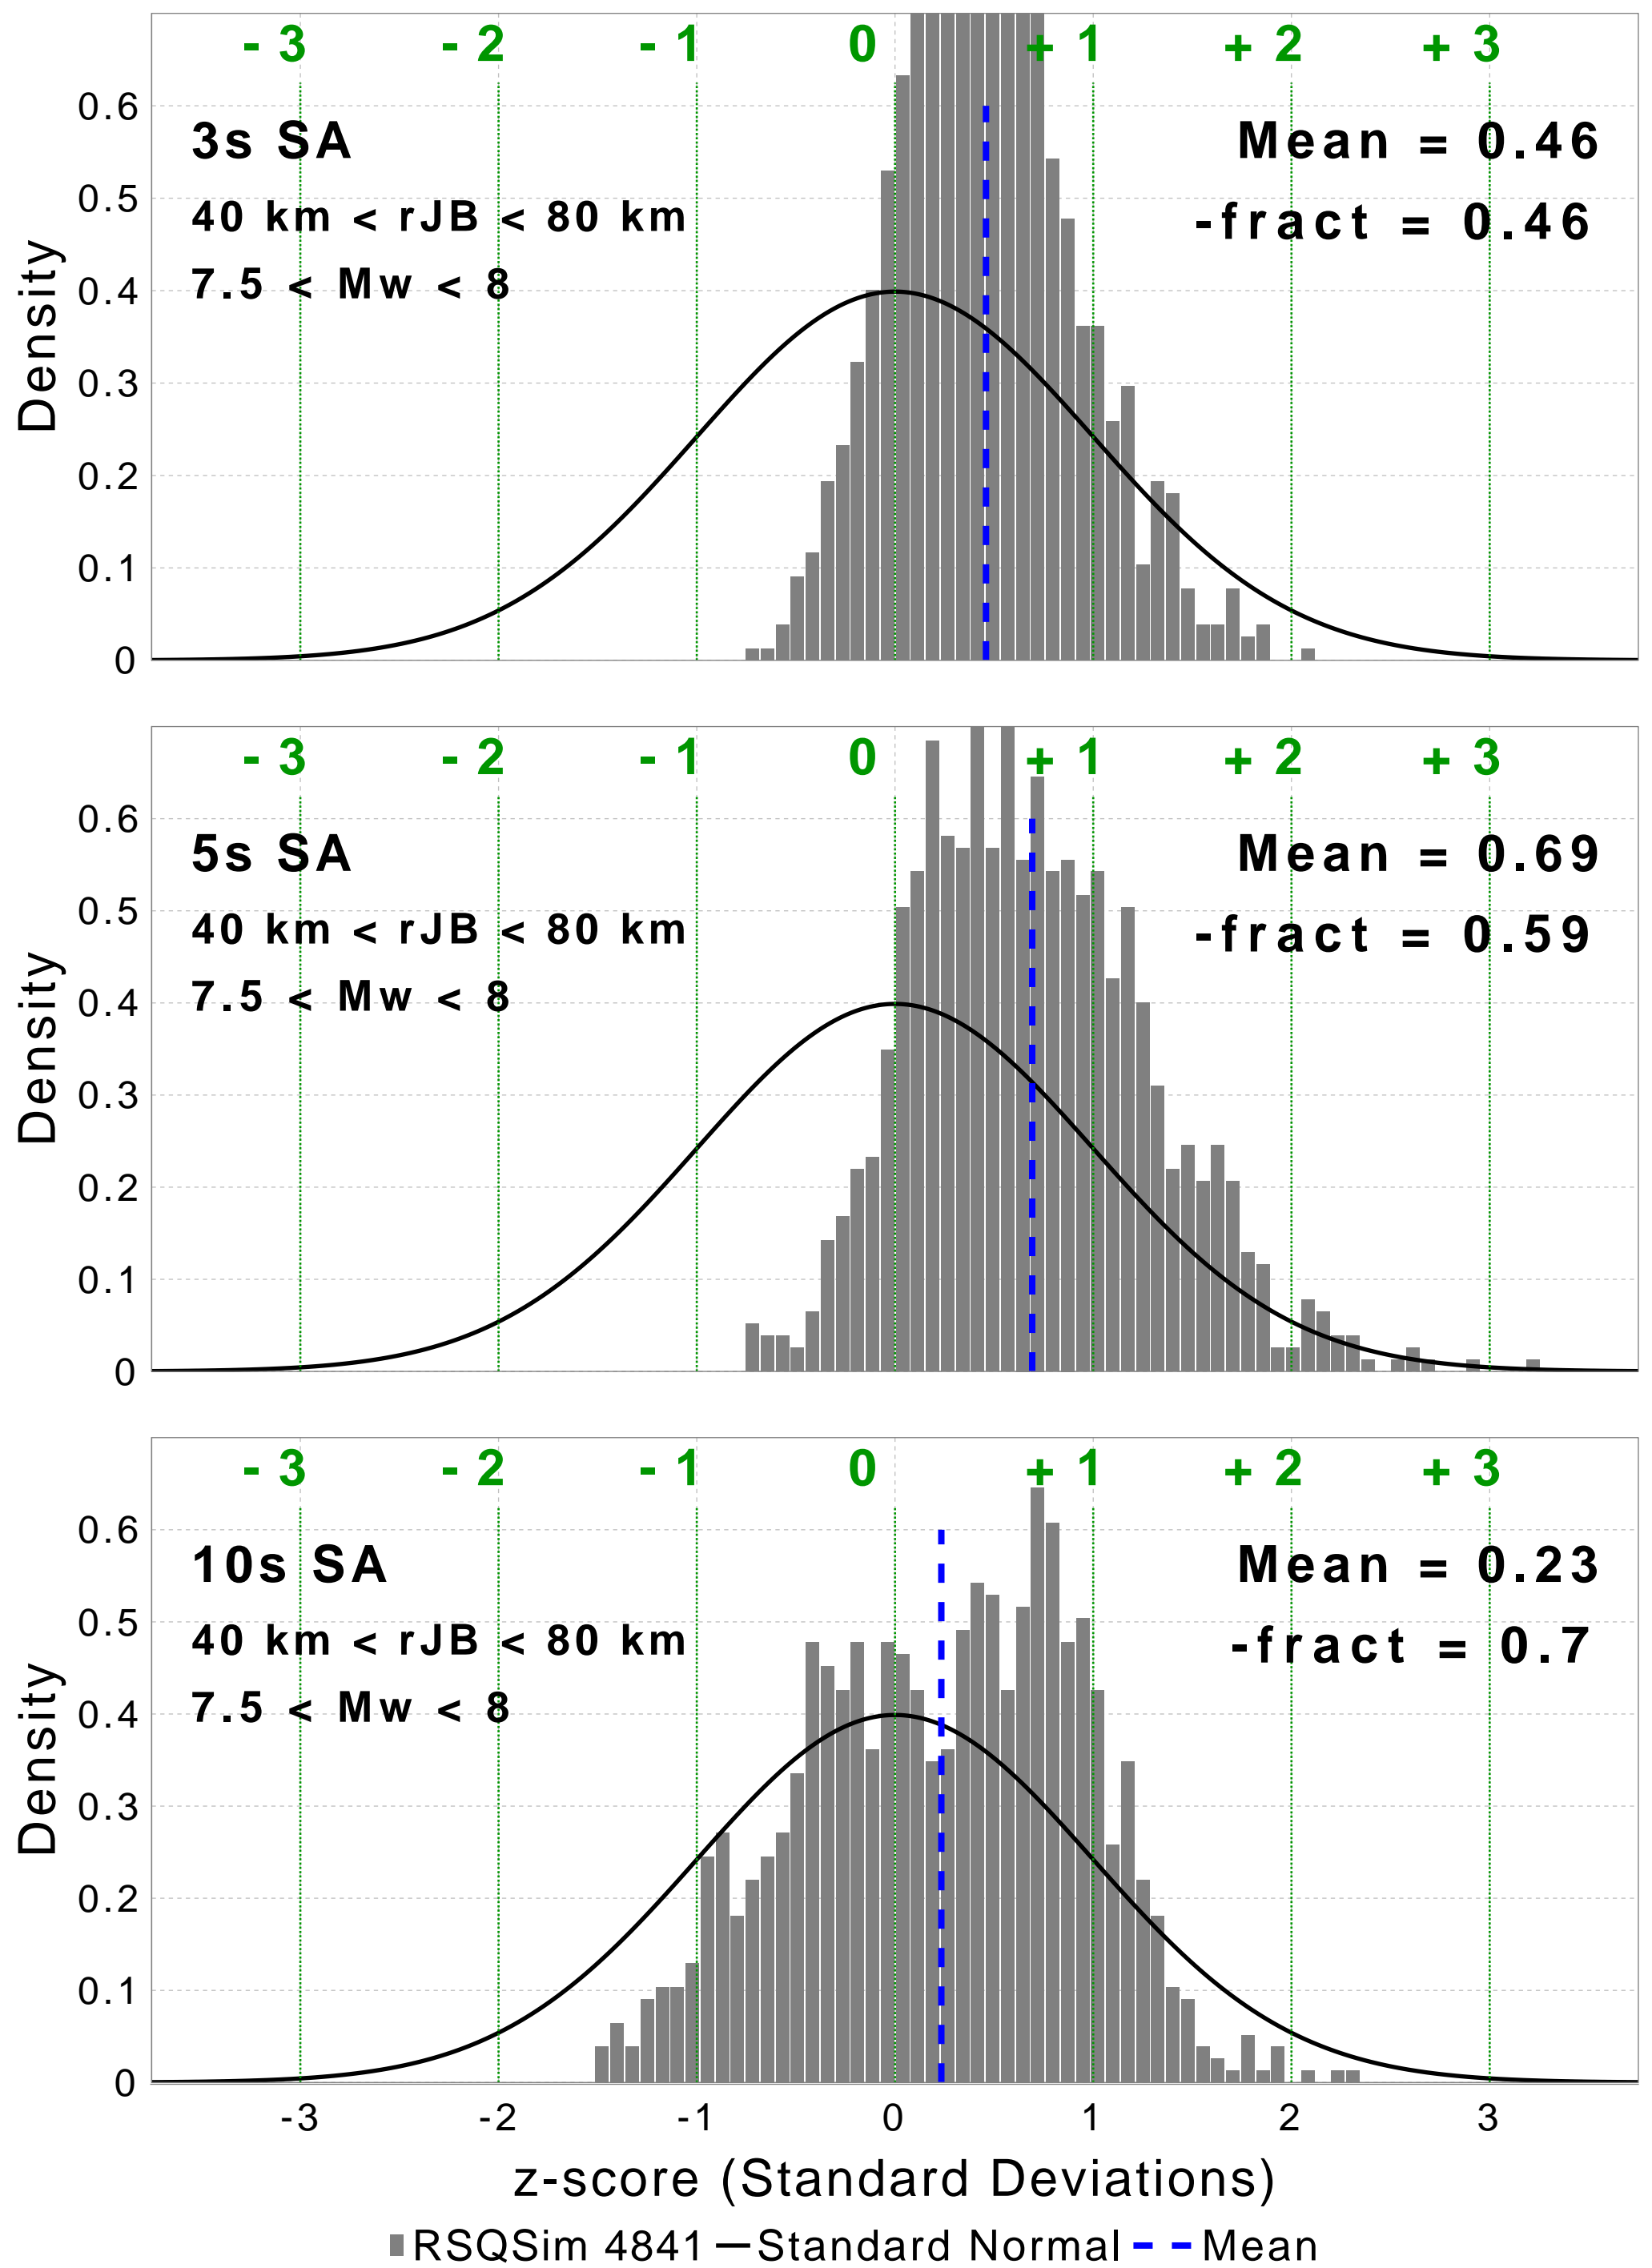 - 3 - 2 - 1 0 + 1 + 2 + 3
0.6
3s SA
Mean = 0.46
0.5
40 km < rJB < 80 km
-fract = 0.46
7.5 < Mw < 8
0.4
0.3
0.2
0.1
0
Density
- 3 - 2 - 1 0 + 1 + 2 + 3
0.6
5s SA
Mean = 0.69
0.5
40 km < rJB < 80 km
-fract = 0.59
7.5 < Mw < 8
0.4
0.3
0.2
0.1
0
Density
- 3 - 2 - 1 0 + 1 + 2 + 3
0.6
10s SA
Mean = 0.23
0.5
40 km < rJB < 80 km
-fract = 0.7
7.5 < Mw < 8
0.4
0.3
0.2
0.1
0
Density
-3 -2 -1 0 1 2 3
z-score (Standard Deviations)
RSQSim 4841 Standard Normal Mean